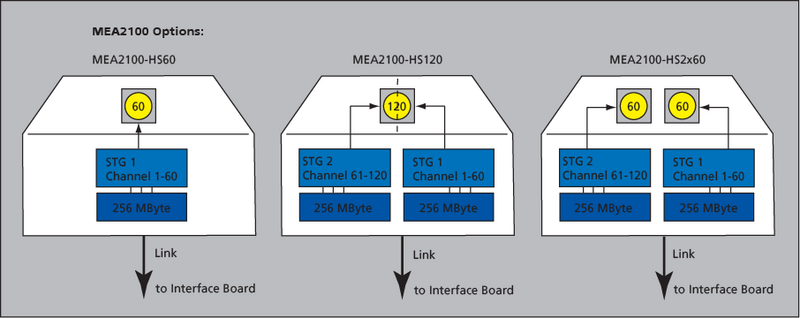 MEA2100 Options:
MEA2100-HS60
MEA2100-HS120
MEA2100-HS2x60
60
120
60
60
STG 1
Channel 1-60
256 MByte
STG 2
Channel 61-120
256 MByte
STG 1
Channel 1-60
256 MByte
STG 2
Channel 61-120
256 MByte
STG 1
Channel 1-60
256 MByte
Link
to Interface Board
Link
to Interface Board
Link
to Interface Board